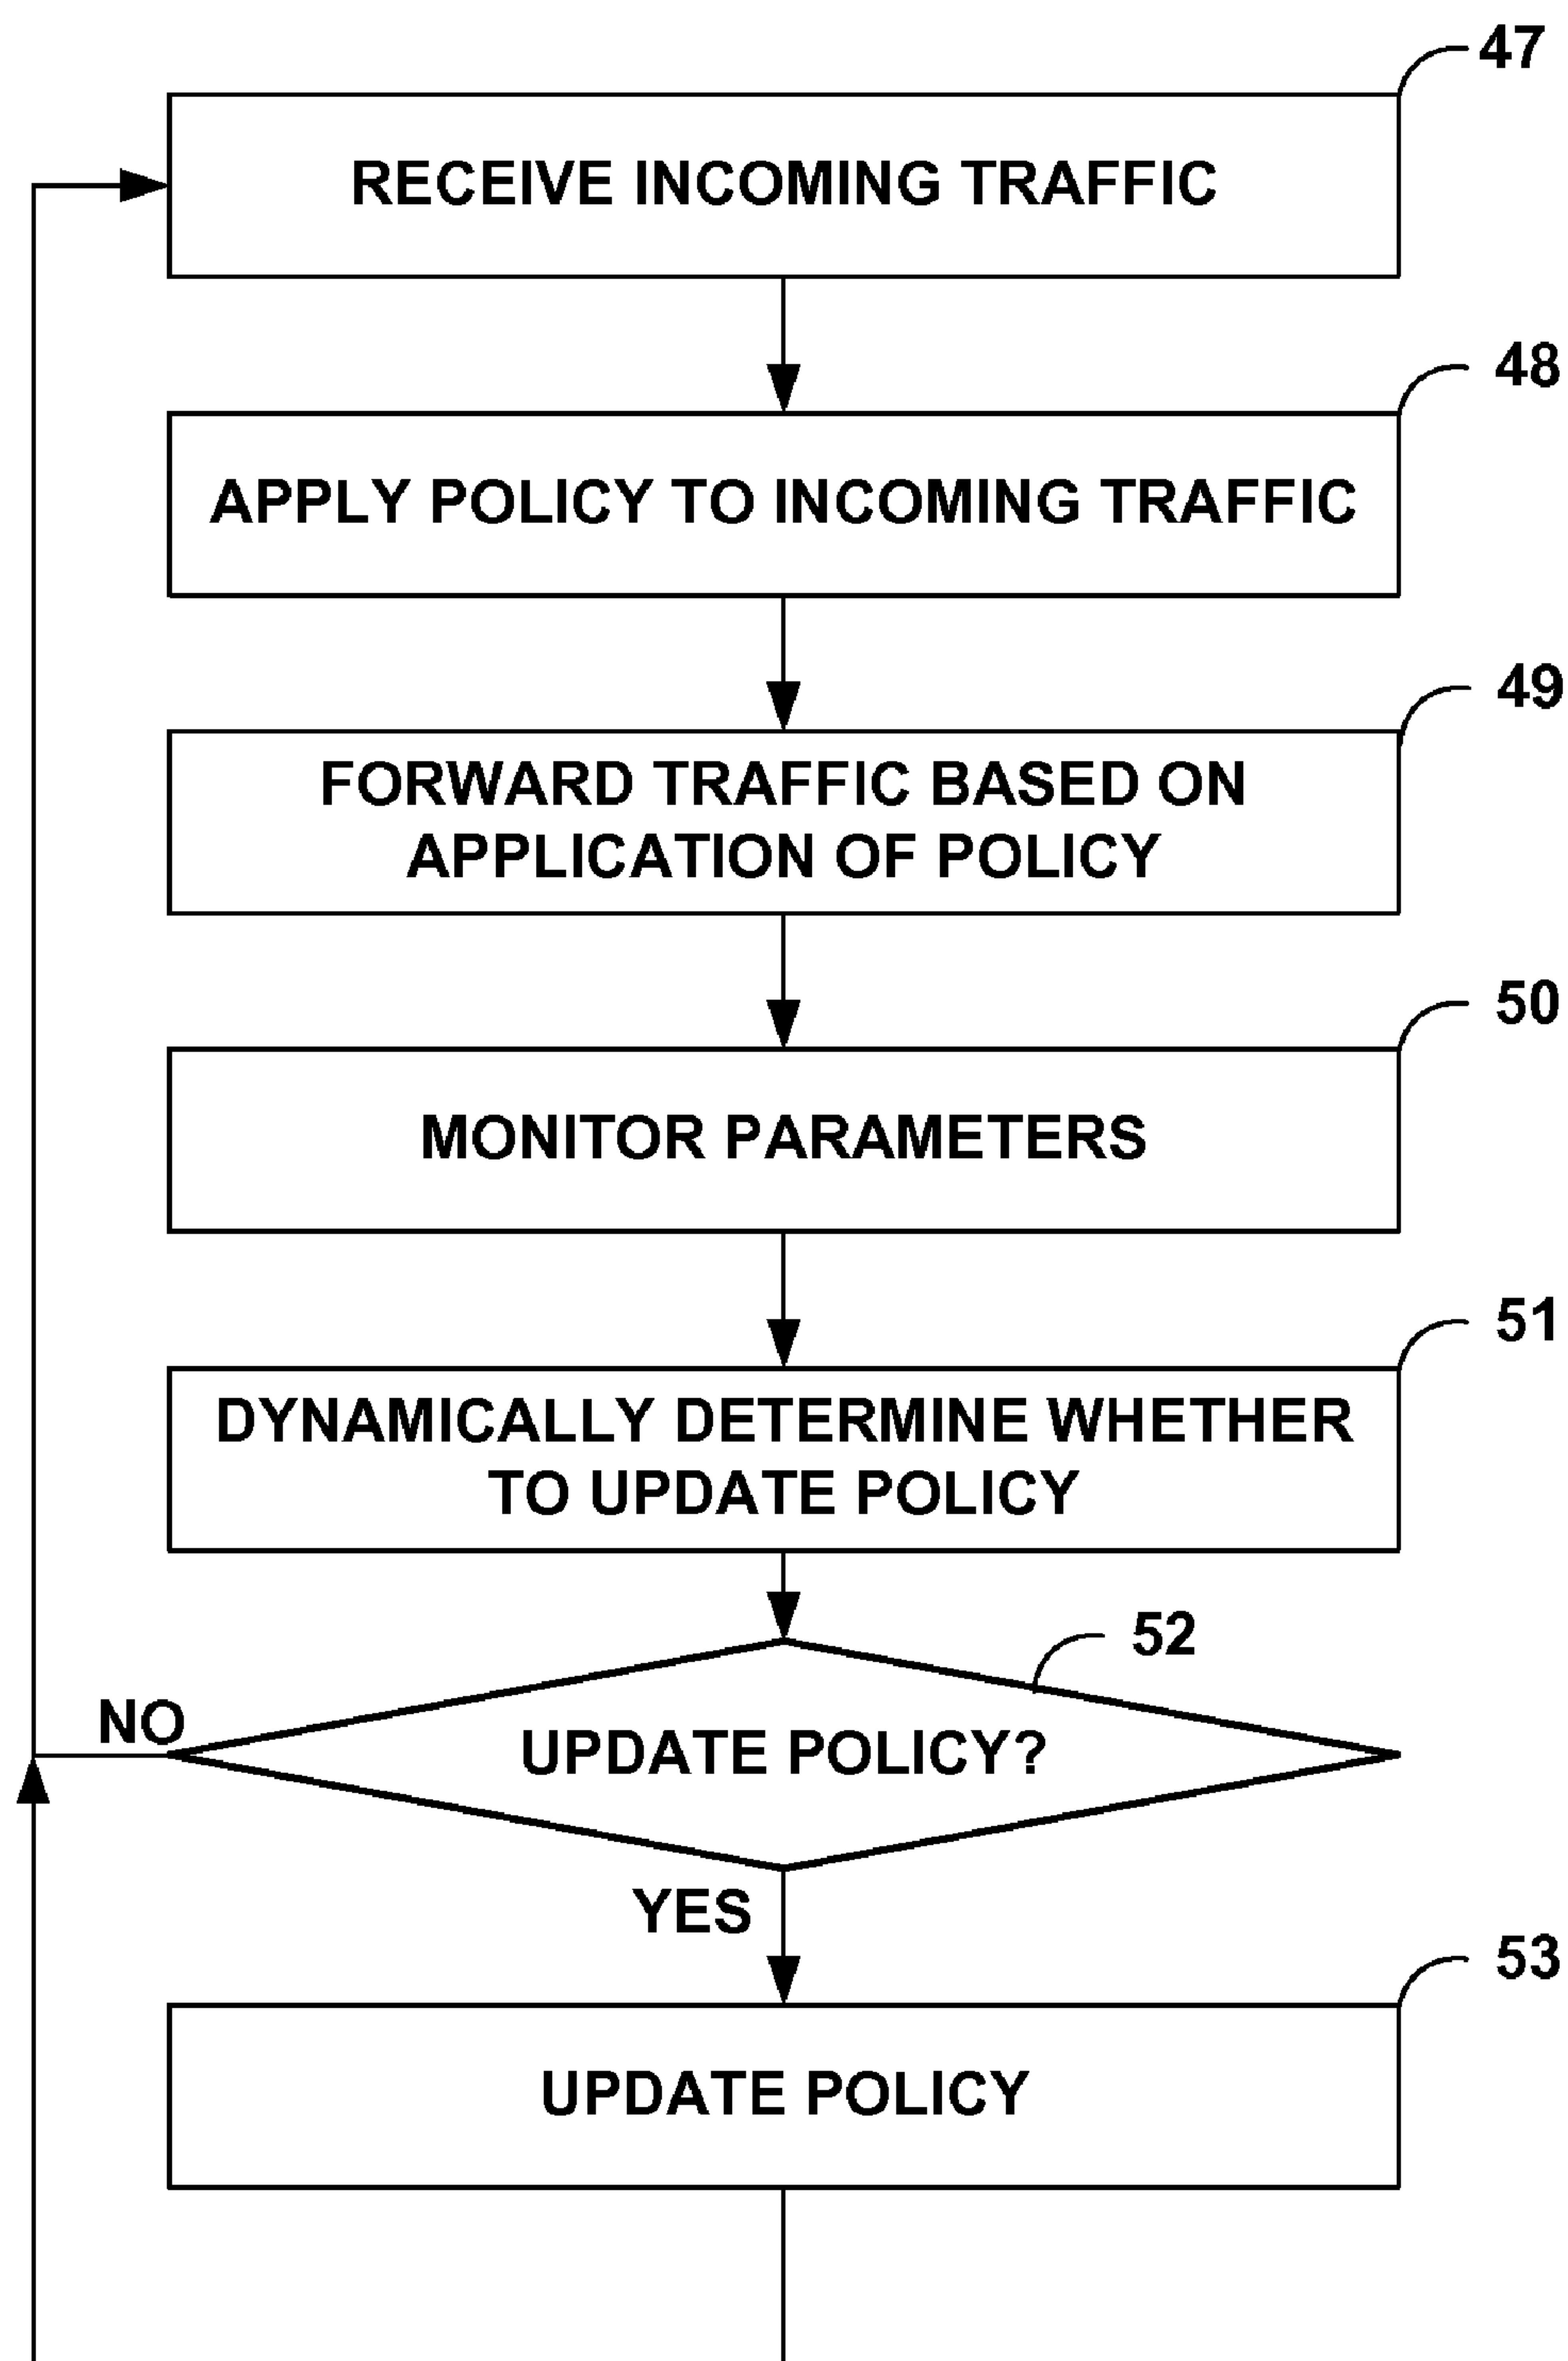 47
RECEIVE INCOMING TRAFFIC
48
APPLY POLICY TO INCOMING TRAFFIC
49
FORWARD TRAFFIC BASED ON
APPLICATION OF POLICY
50
MONITOR PARAMETERS
51
DYNAMICALLY DETERMINE WHETHER
TO UPDATE POLICY
52
NO
UPDATE POLICY?
YES
53
UPDATE POLICY